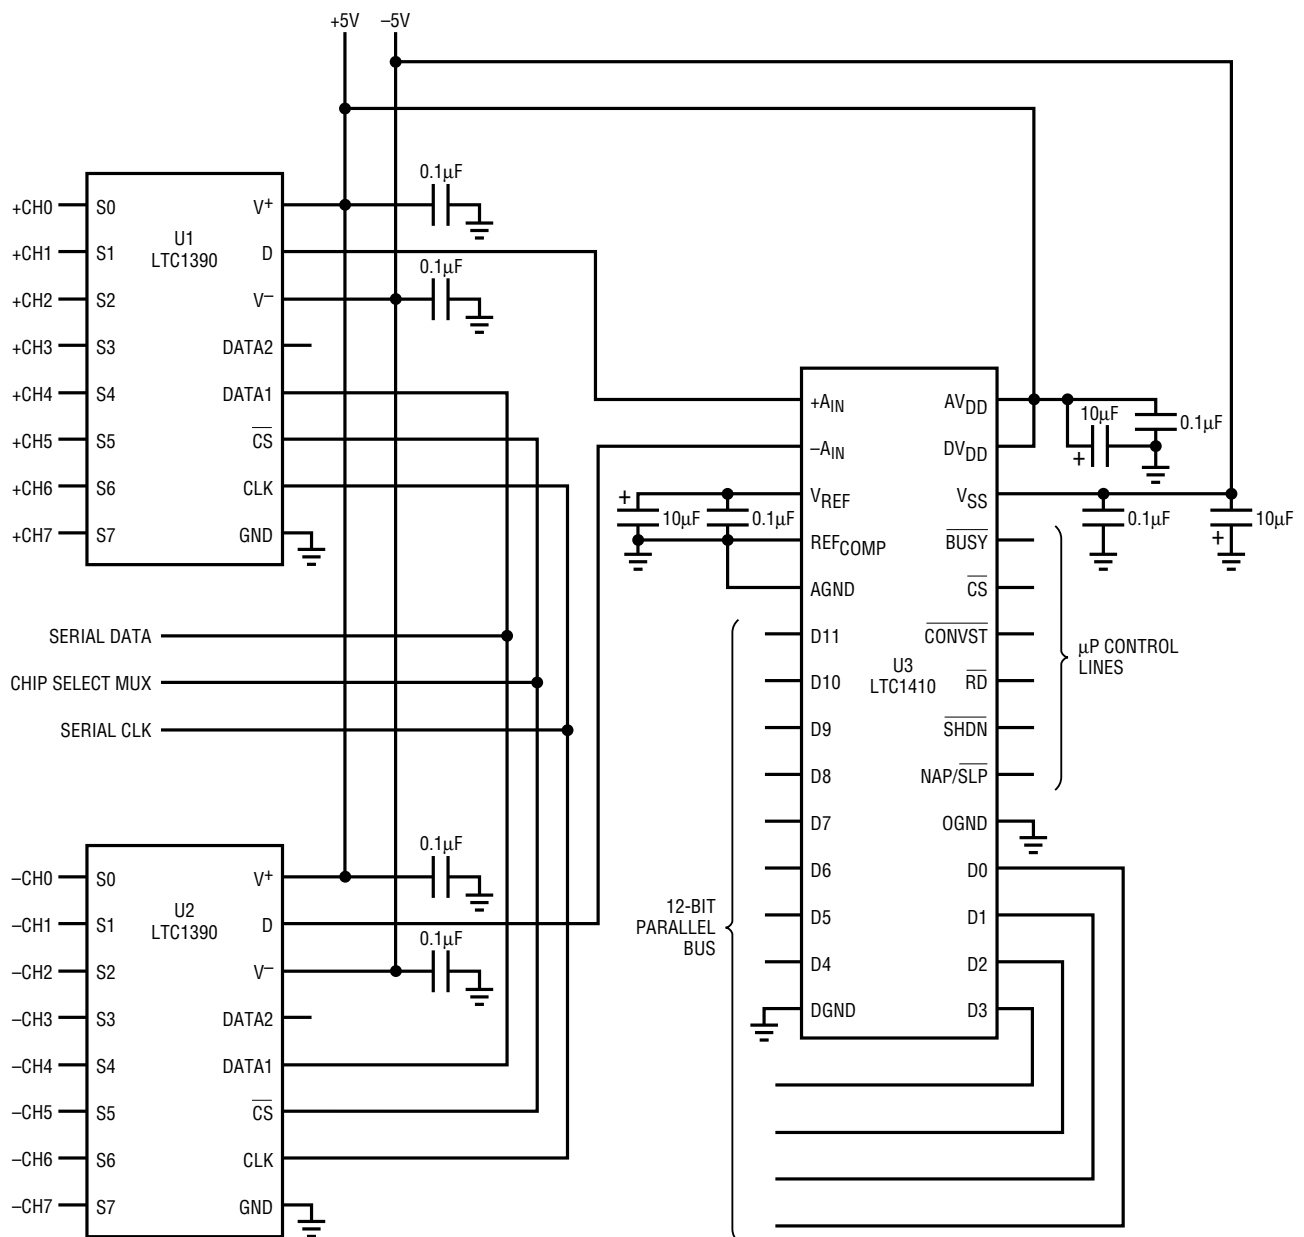 +5V –5V
0.1µF
+CH0 S0 V+
U1
LTC1390
+CH1 S1 D
0.1µF
+CH2 S2 V–
+CH3 S3 DATA2
+CH4 S4 DATA1
+CH5 S5 CS
+CH6 S6 CLK
+CH7 S7 GND
+AIN AVDD
10µF
0.1µF
+
–AIN DVDD
+
VREF VSS
10µF 0.1µF
0.1µF 10µF
+
REFCOMP BUSY
AGND CS
D11 CONVST
U3
LTC1410
D10 RD
D9 SHDN
D8 NAP/SLP
D7 OGND
D6 D0
D5 D1
D4 D2
DGND D3
µP CONTROL
LINES
12-BIT
PARALLEL
BUS
SERIAL DATA
CHIP SELECT MUX
SERIAL CLK
0.1µF
–CH0 S0 V+
U2
LTC1390
–CH1 S1 D
0.1µF
–CH2 S2 V–
–CH3 S3 DATA2
–CH4 S4 DATA1
–CH5 S5 CS
–CH6 S6 CLK
–CH7 S7 GND